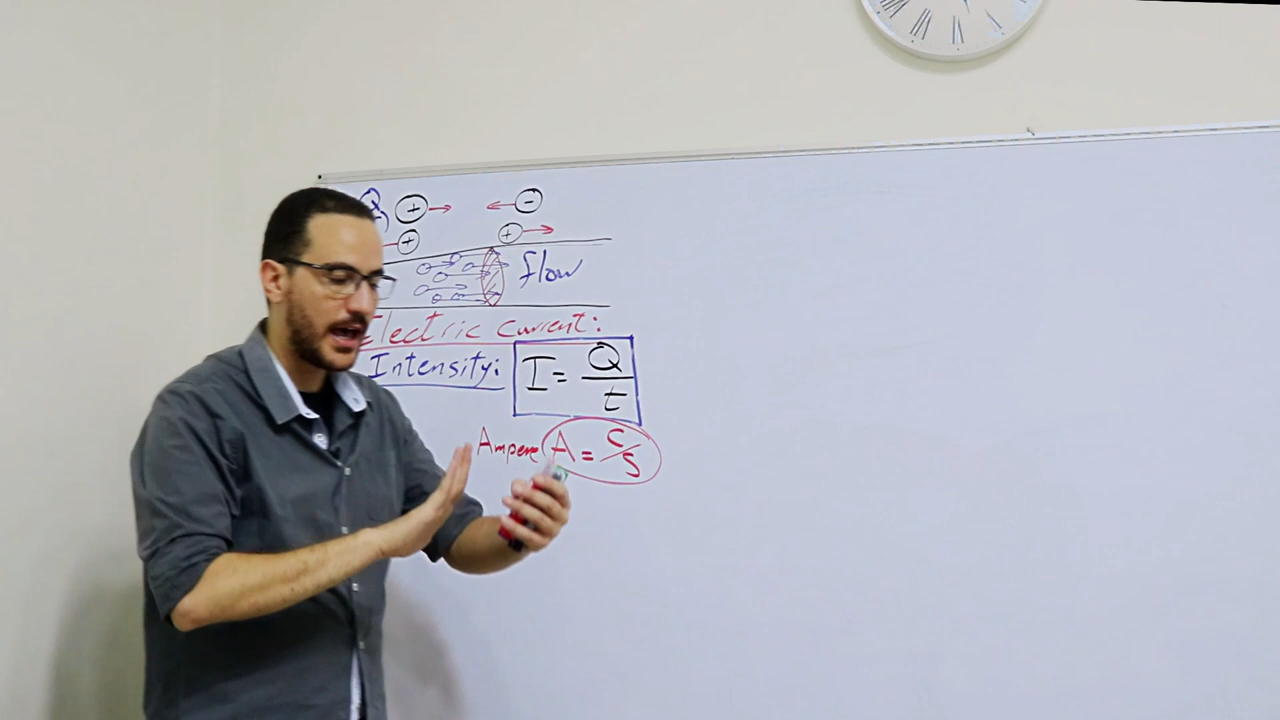 Q + -
+ +
flow
Electric Current:
Intensity: I = Q/t
Ampere A = C/s